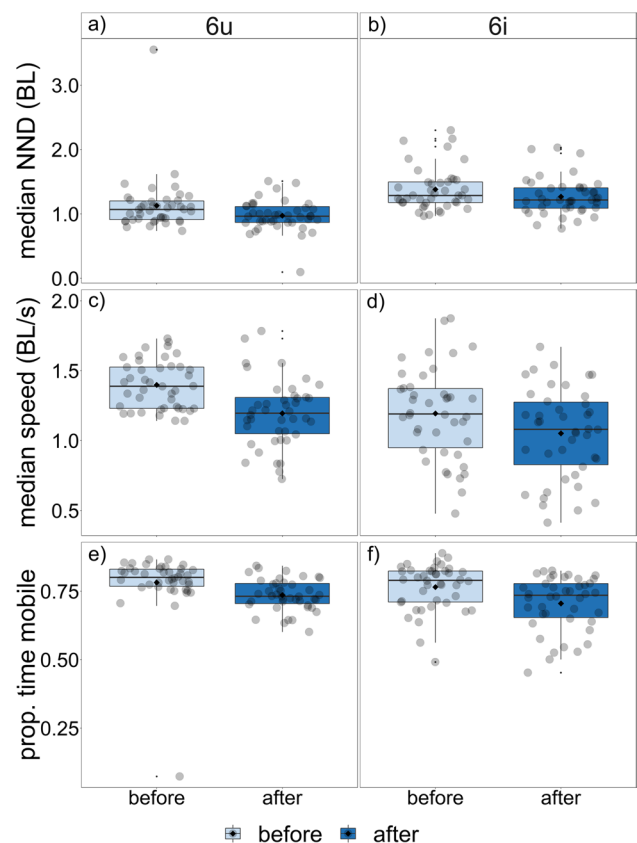 6u
6i
a)
b)
median NND (BL)
3.0
2.0
1.0
0.0
c)
d)
median speed (BL/s)
2.0
1.5
1.0
0.5
e)
f)
prop. time mobile
0.75
0.50
0.25
before
after
before
after
before
after